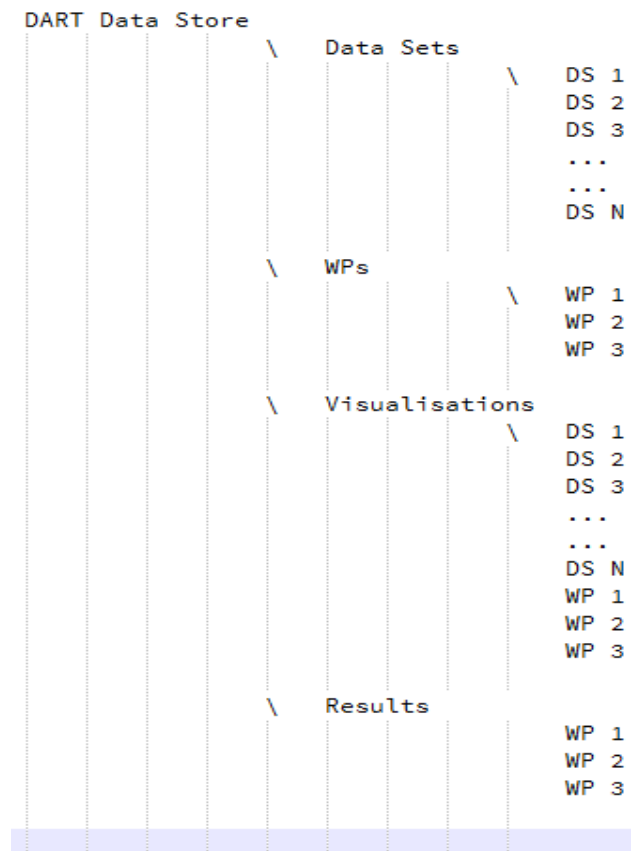 DART Data Store
\ Data Sets
\ DS 1
DS 2
DS 3
...
...
DS N
\ WPs
\ WP 1
WP 2
WP 3
\ Visualisations
\ DS 1
DS 2
DS 3
...
...
DS N
WP 1
WP 2
WP 3
\ Results
WP 1
WP 2
WP 3